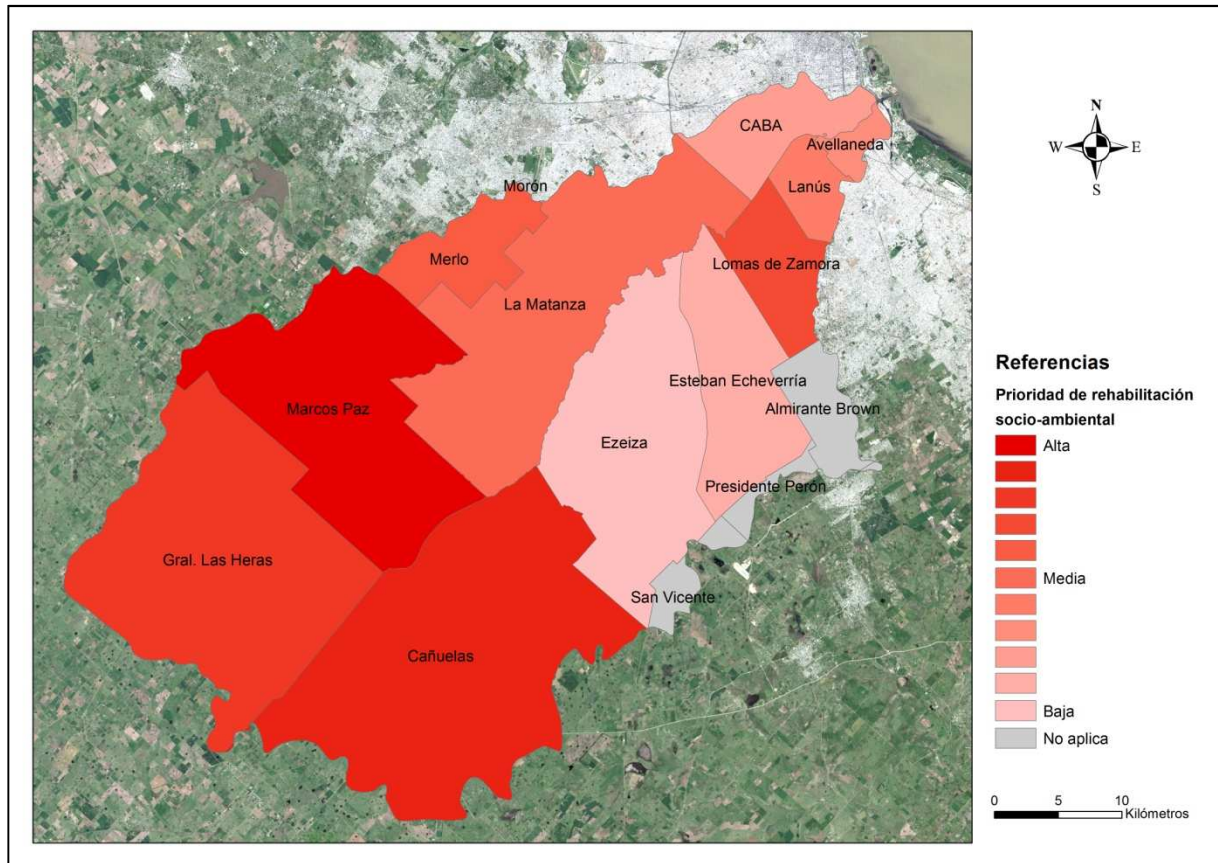 CABA
Avellaneda
Lanús
Morón
Merlo
Lomas de Zamora
La Matanza
Esteban Echeverría
Almirante Brown
Marcos Paz
Ezeiza
Presidente Perón
Gral. Las Heras
San Vicente
Cañuelas
N
W
E
S
Referencias
Prioridad de rehabilitación
socio-ambiental
Alta
Media
Baja
No aplica
0 5 10
Kilómetros